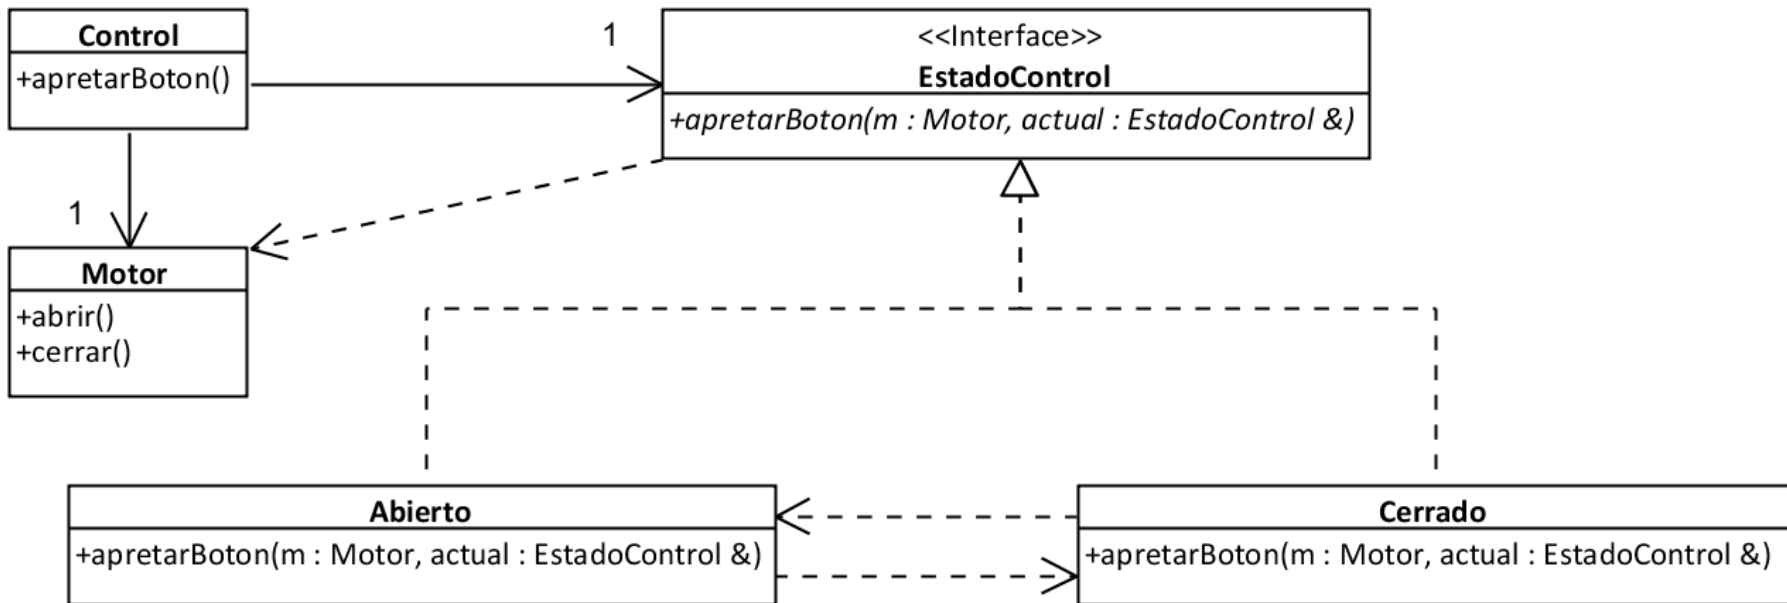 Control
+apretarBoton()
1
<<Interface>>
EstadoControl
+apretarBoton(m : Motor, actual : EstadoControl &)
1
Motor
+abrir()
+cerrar()
Abierto
+apretarBoton(m : Motor, actual : EstadoControl &)
Cerrado
+apretarBoton(m : Motor, actual : EstadoControl &)